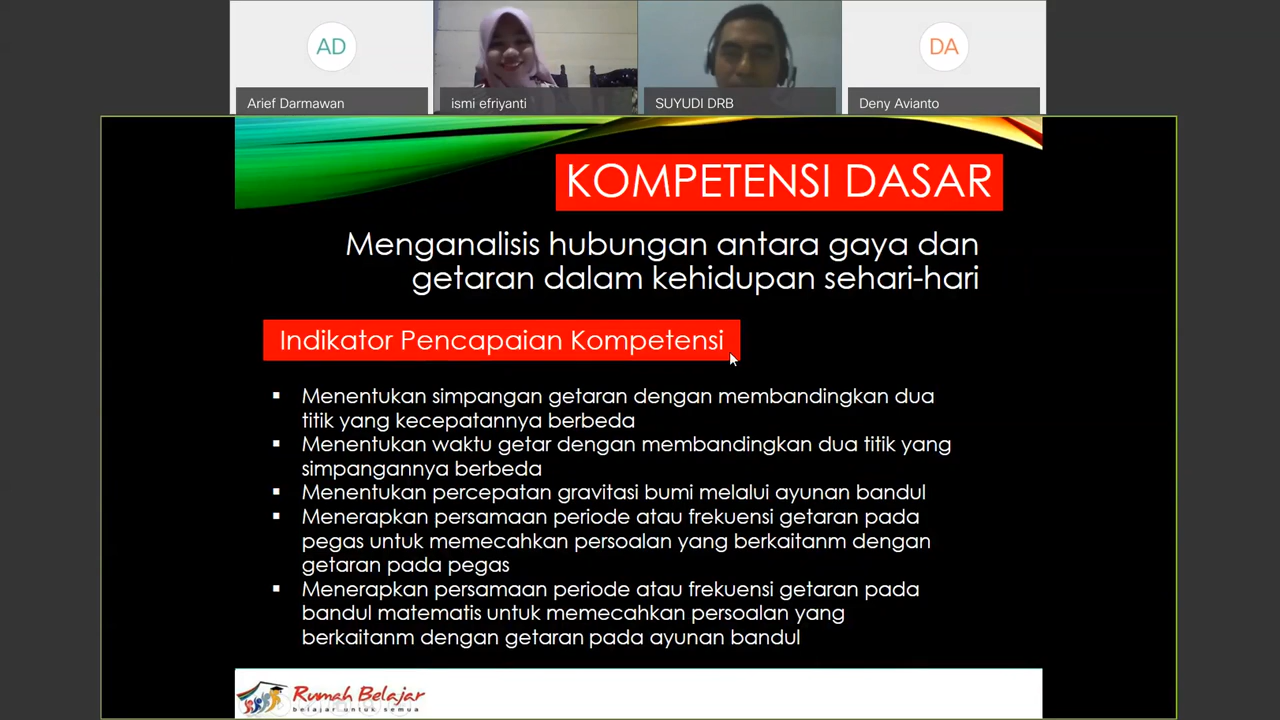 AD
DA
Arief Darmawan
ismi efriyanti
SUYUDI DRB
Deny Avianto
KOMPETENSI DASAR
Menganalisis hubungan antara gaya dan
getaran dalam kehidupan sehari-hari
Indikator Pencapaian Kompetensi
▪ Menentukan simpangan getaran dengan membandingkan dua
titik yang kecepatannya berbeda
▪ Menentukan waktu getar dengan membandingkan dua titik yang
simpangannya berbeda
▪ Menentukan percepatan gravitasi bumi melalui ayunan bandul
▪ Menerapkan persamaan periode atau frekuensi getaran pada
pegas untuk memecahkan persoalan yang berkaitanm dengan
getaran pada pegas
▪ Menerapkan persamaan periode atau frekuensi getaran pada
bandul matematis untuk memecahkan persoalan yang
berkaitanm dengan getaran pada ayunan bandul
Rumah Belajar
belajar untuk semua